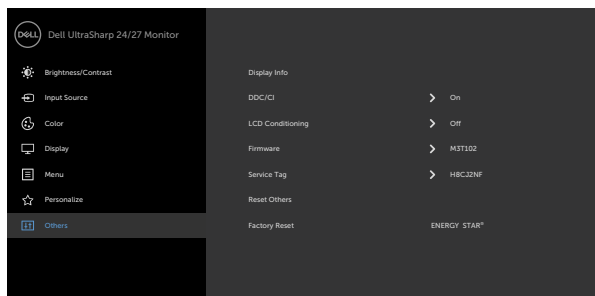 DELL Dell UltraSharp 24/27 Monitor
Brightness/Contrast Display Info
Input Source DDC/CI On
Color LCD Conditioning Off
Display Firmware M3T102
Menu Service Tag H8CJ2NF
Personalize Reset Others
Others Factory Reset ENERGY STAR®